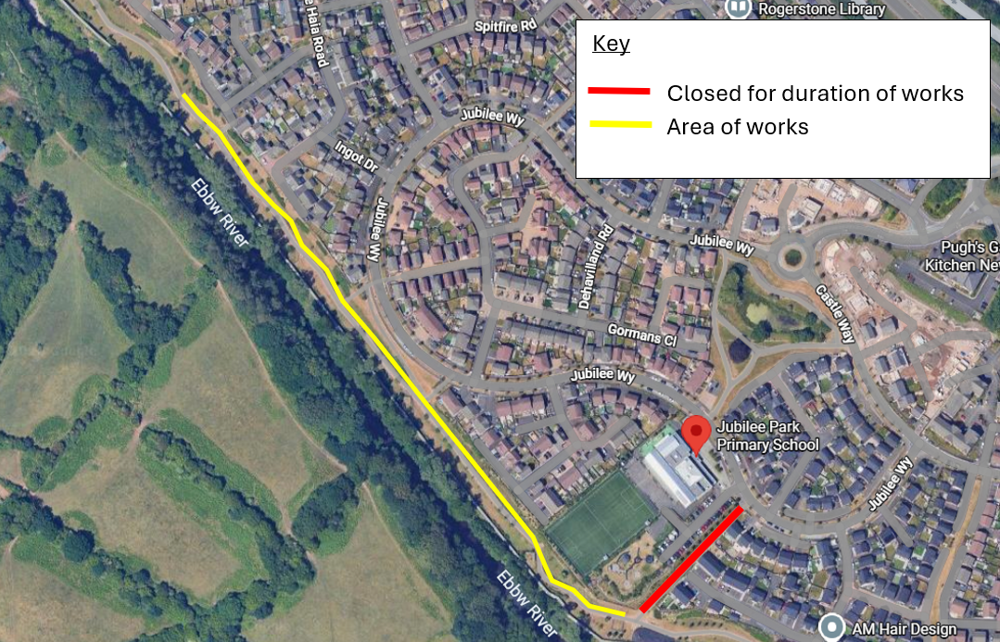 Rogerstone Library
Spitfire Rd
Key
Closed for duration of works
Area of works
Jubilee Wy
Ingot Dr
Ebbw River
Jubilee Wy
Dehavilland Rd
Jubilee Wy
Pugh's G
Kitchen Ne
Castle Way
Gormans Cl
Jubilee Wy
Jubilee Park
Primary School
Jubilee Wy
Ebbw River
AM Hair Design